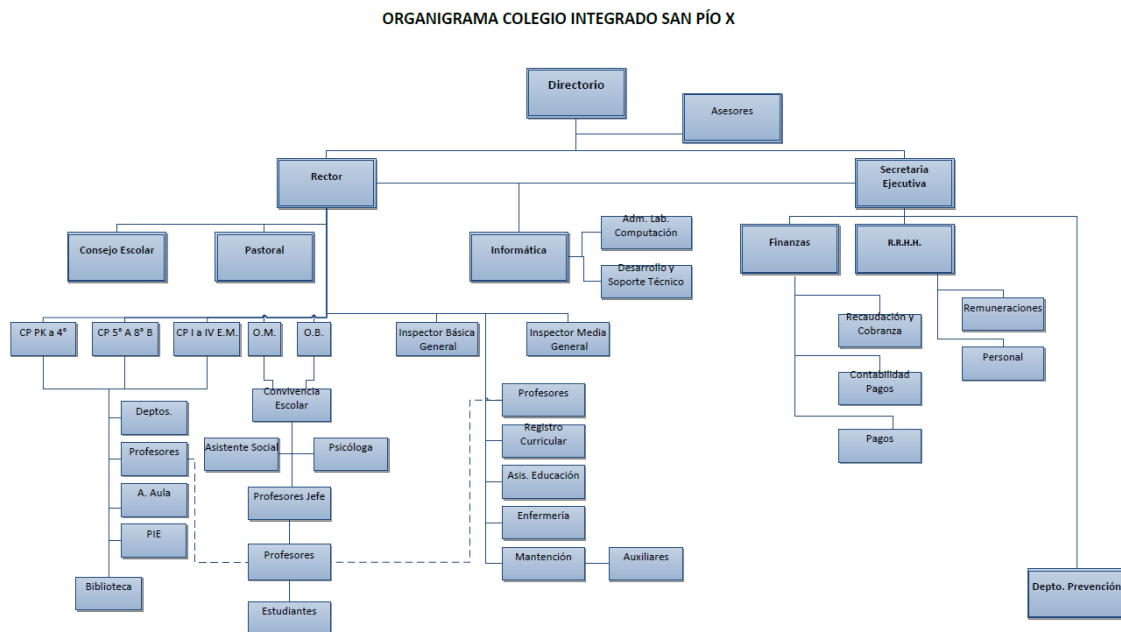 ORGANIGRAMA COLEGIO INTEGRADO SAN PÍO X
Directorio
Asesores
Rector
Secretaria
Ejecutiva
Consejo Escolar
Pastoral
Informática
Adm. Lab.
Computación
Desarrollo y
Soporte Técnico
Finanzas
R.R.H.H.
Recaudación y
Cobranza
Remuneraciones
Contabilidad
Pagos
Personal
Pagos
CP PK a 4°
CP 5° A 8° B
CP I a IV E.M.
O.M.
O.B.
Inspector Básica
General
Inspector Media
General
Deptos.
Profesores
A. Aula
PIE
Biblioteca
Convivencia
Escolar
Asistente Social
Psicóloga
Profesores Jefe
Profesores
Estudiantes
Profesores
Registro
Curricular
Asis. Educación
Enfermería
Mantención
Auxiliares
Depto. Prevención